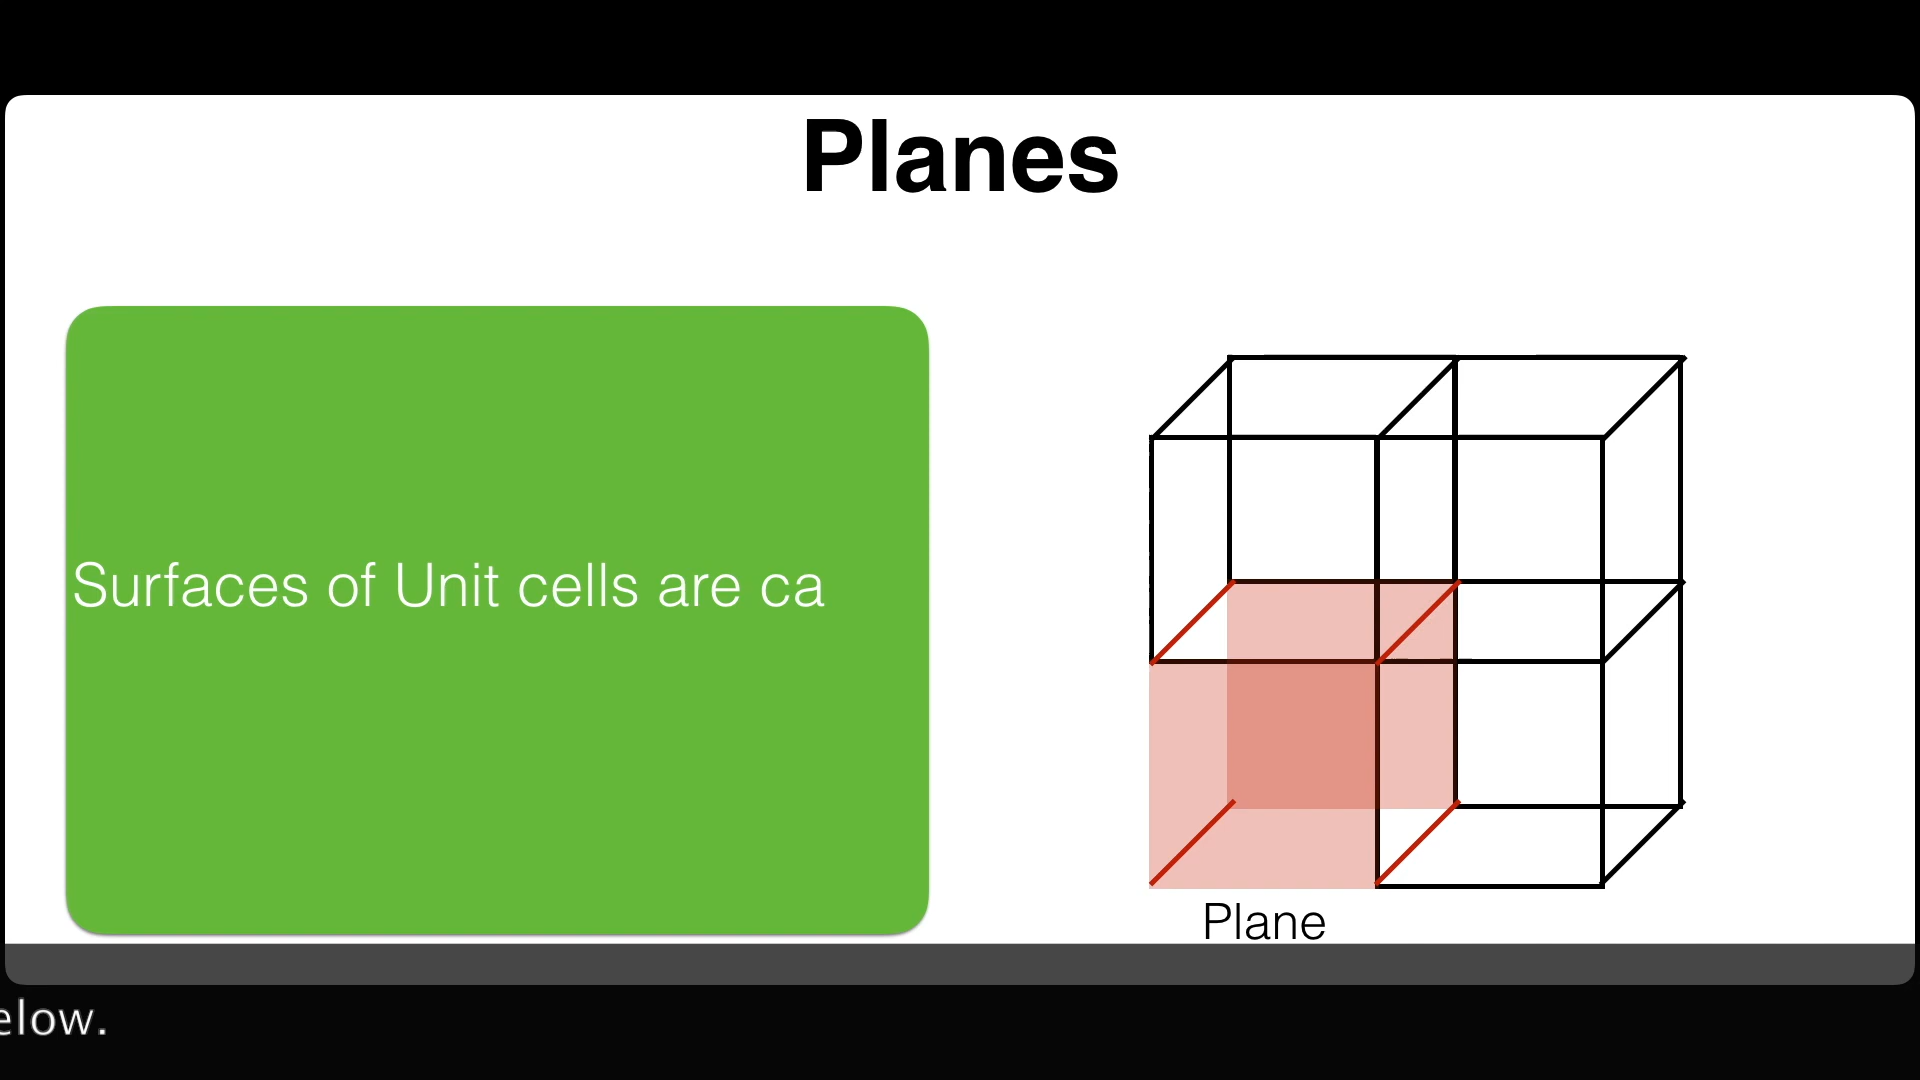 Planes
Surfaces of Unit cells are ca
Plane
elow.